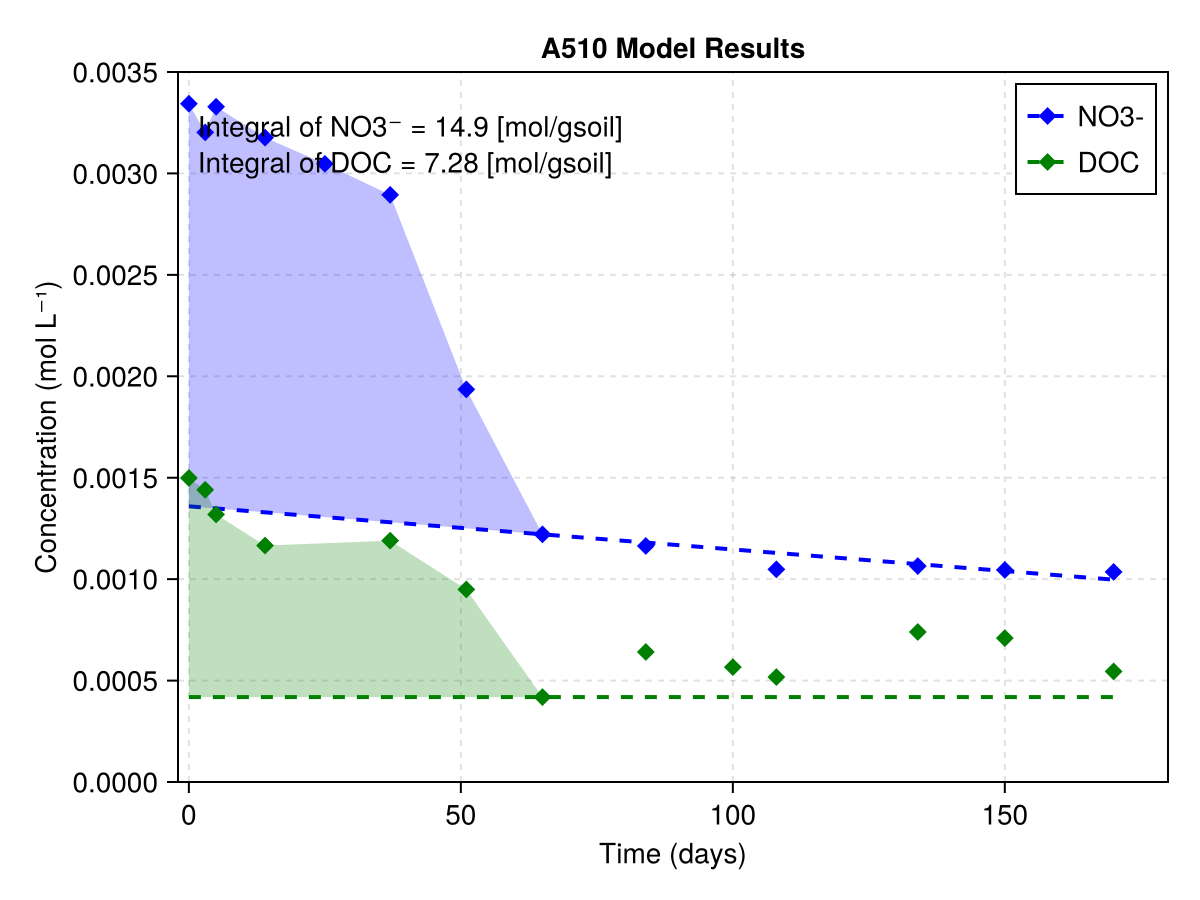 A510 Model Results
0.0035
0.0030
0.0025
0.0020
0.0015
0.0010
0.0005
0.0000
Concentration (mol L⁻¹)
Integral of NO3⁻ = 14.9 [mol/gsoil]
Integral of DOC = 7.28 [mol/gsoil]
NO3-
DOC
0 50 100 150
Time (days)